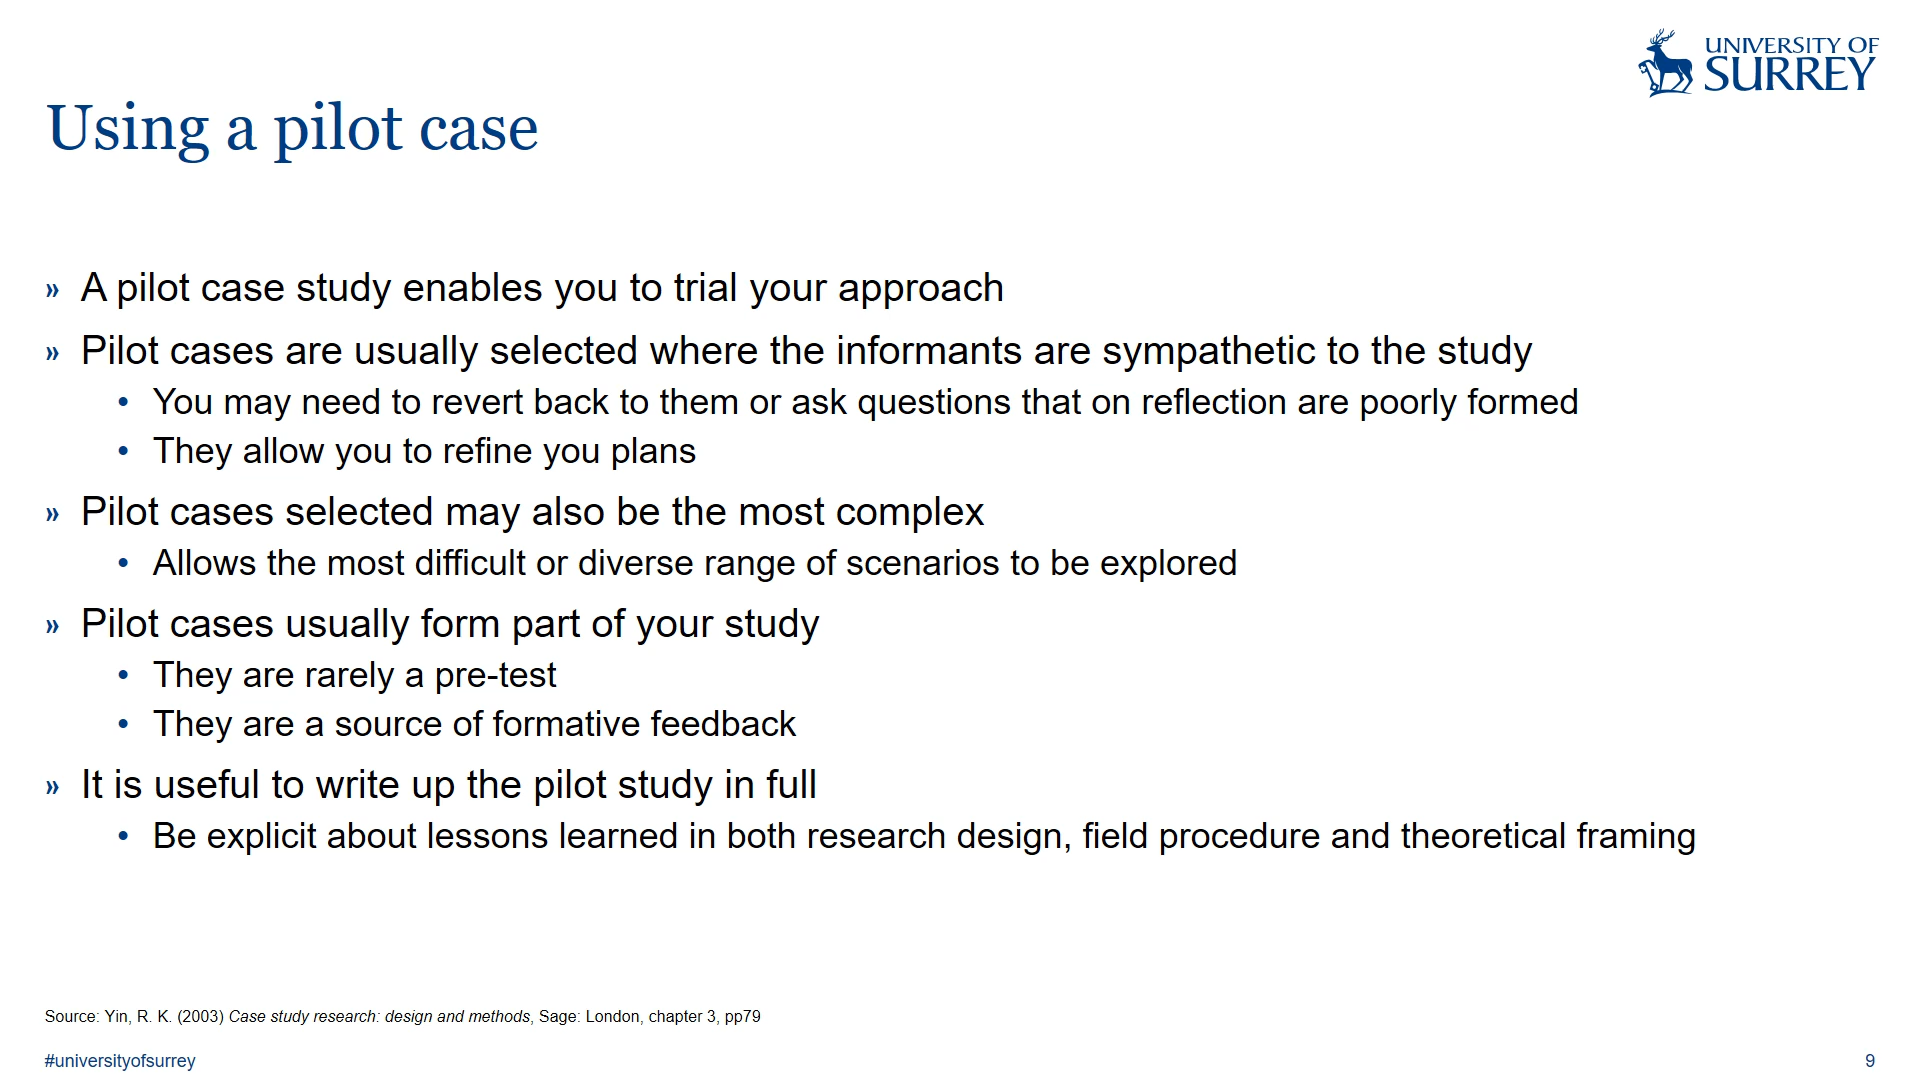 UNIVERSITY OF
SURREY
Using a pilot case
» A pilot case study enables you to trial your approach
» Pilot cases are usually selected where the informants are sympathetic to the study
• You may need to revert back to them or ask questions that on reflection are poorly formed
• They allow you to refine you plans
» Pilot cases selected may also be the most complex
• Allows the most difficult or diverse range of scenarios to be explored
» Pilot cases usually form part of your study
• They are rarely a pre-test
• They are a source of formative feedback
» It is useful to write up the pilot study in full
• Be explicit about lessons learned in both research design, field procedure and theoretical framing
Source: Yin, R. K. (2003) Case study research: design and methods, Sage: London, chapter 3, pp79
#universityofsurrey
9